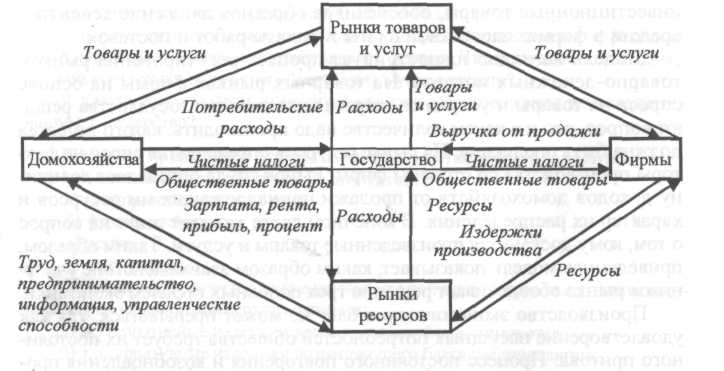 инвестиционные товары,
Рынки товаров
и услуг
Товары и услуги
Товары и услуги
Потребительские
расходы
Расходы
Товары
и услуги
Выручка от продажи
Домохозяйства
Чистые налоги
Государство
Чистые налоги
Фирмы
Общественные товары
Общественные товары
Зарплата, рента,
прибыль, процент
Расходы
Ресурсы
Издержки
производства
Ресурсы
Труд, земля, капитал,
предпринимательство,
информация, управленческие
способности
Рынки
ресурсов